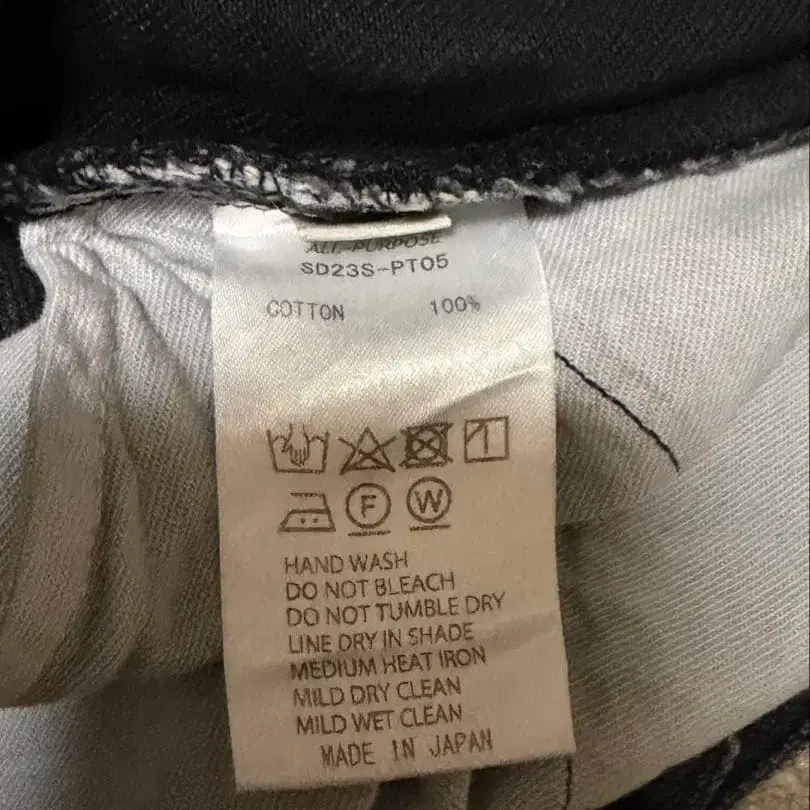 ALL-PURPOSE
SD23S-PT05
COTTON 100%
F W
HAND WASH
DO NOT BLEACH
DO NOT TUMBLE DRY
LINE DRY IN SHADE
MEDIUM HEAT IRON
MILD DRY CLEAN
MILD WET CLEAN
MADE IN JAPAN